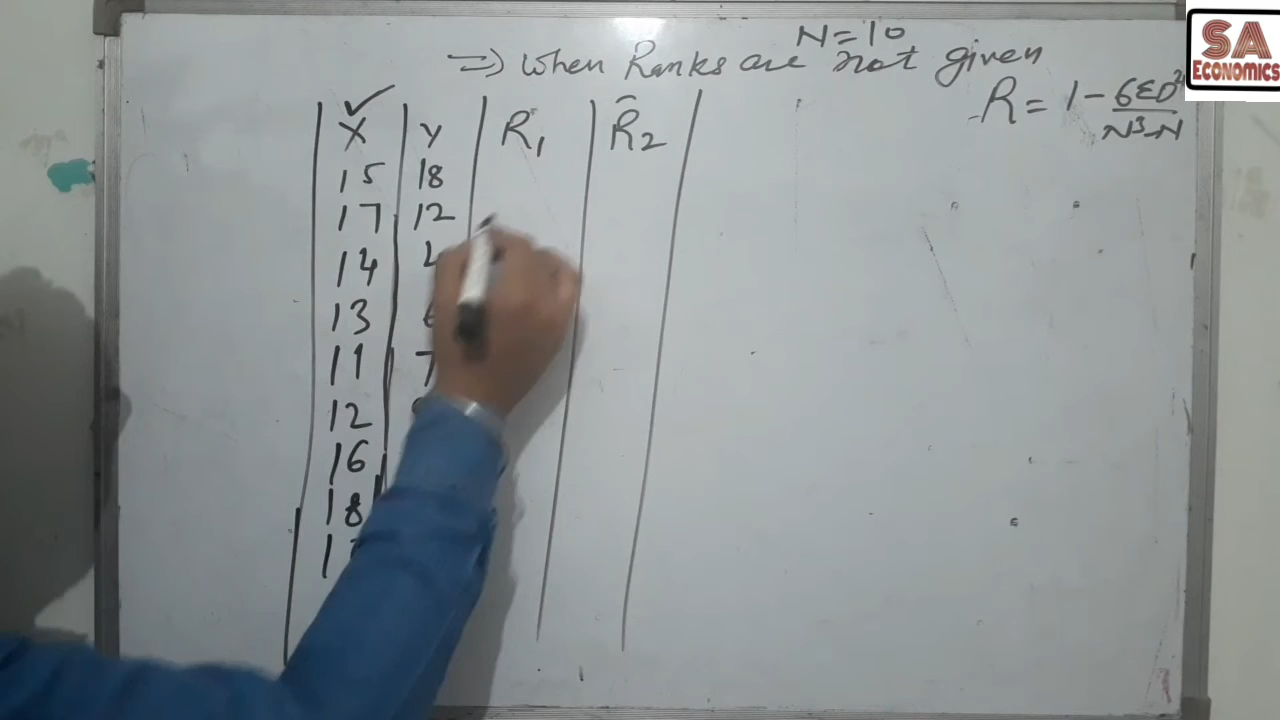 SA
ECONOMICS
N=10
=> When Ranks are not given
R = 1 - 6ΣD²
N³-N
X Y R₁ R₂
15 18
17 12
14
13
11 7
12
16
18